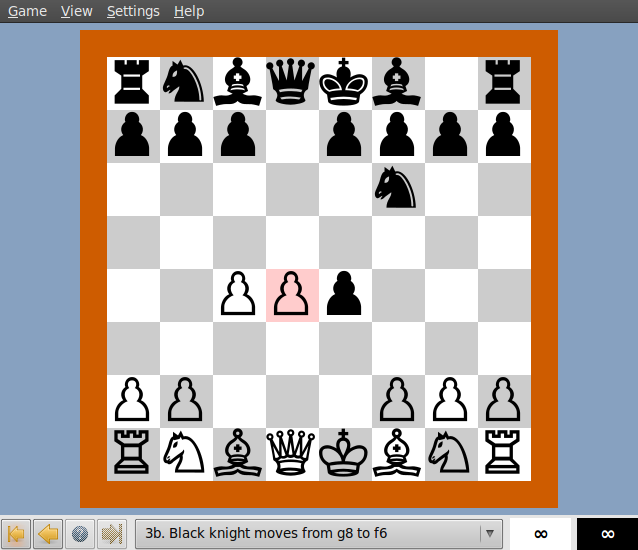 Game View Settings Help
3b. Black knight moves from g8 to f6
∞ ∞